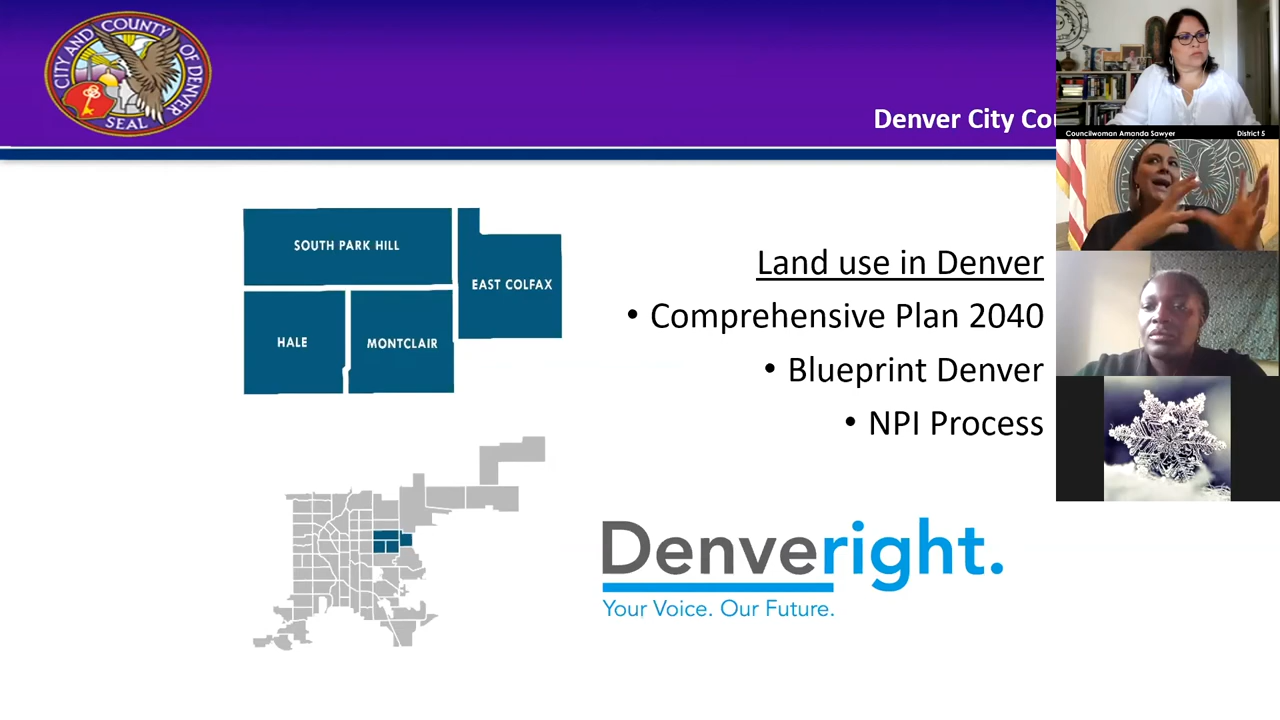 CITY AND COUNTY OF DENVER
SEAL
Denver City Cou
Councilwoman Amanda Sawyer District 5
SOUTH PARK HILL
EAST COLFAX
HALE
MONTCLAIR
Land use in Denver
• Comprehensive Plan 2040
• Blueprint Denver
• NPI Process
Denveright.
Your Voice. Our Future.